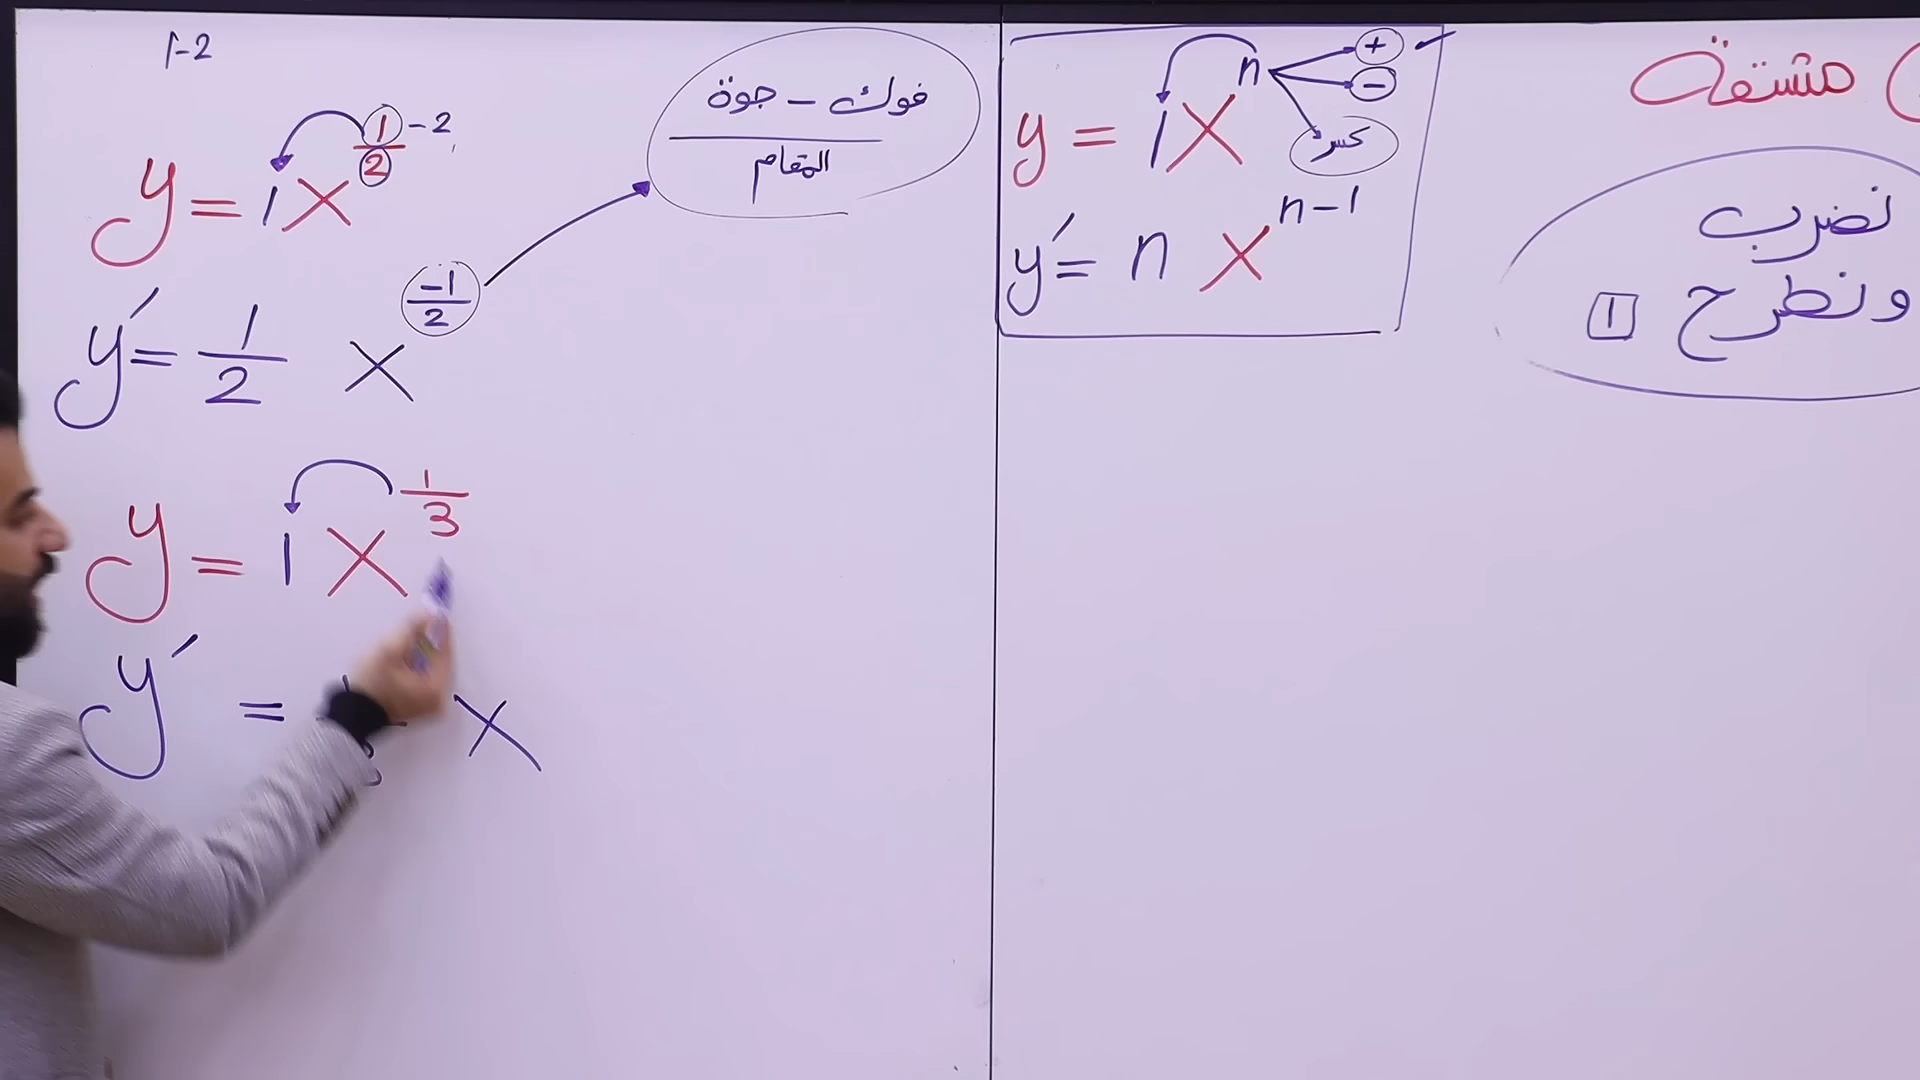 1-2
y = 1x^(1/2) -2
y′ = 1/2 x^(-1/2)
فوك – جوة
المقام
y = 1x^(1/3)
y′ = x
y = 1x^n
+
–
كسر
y′ = n x^(n-1)
مشتقة
نضرب
ونطرح 1